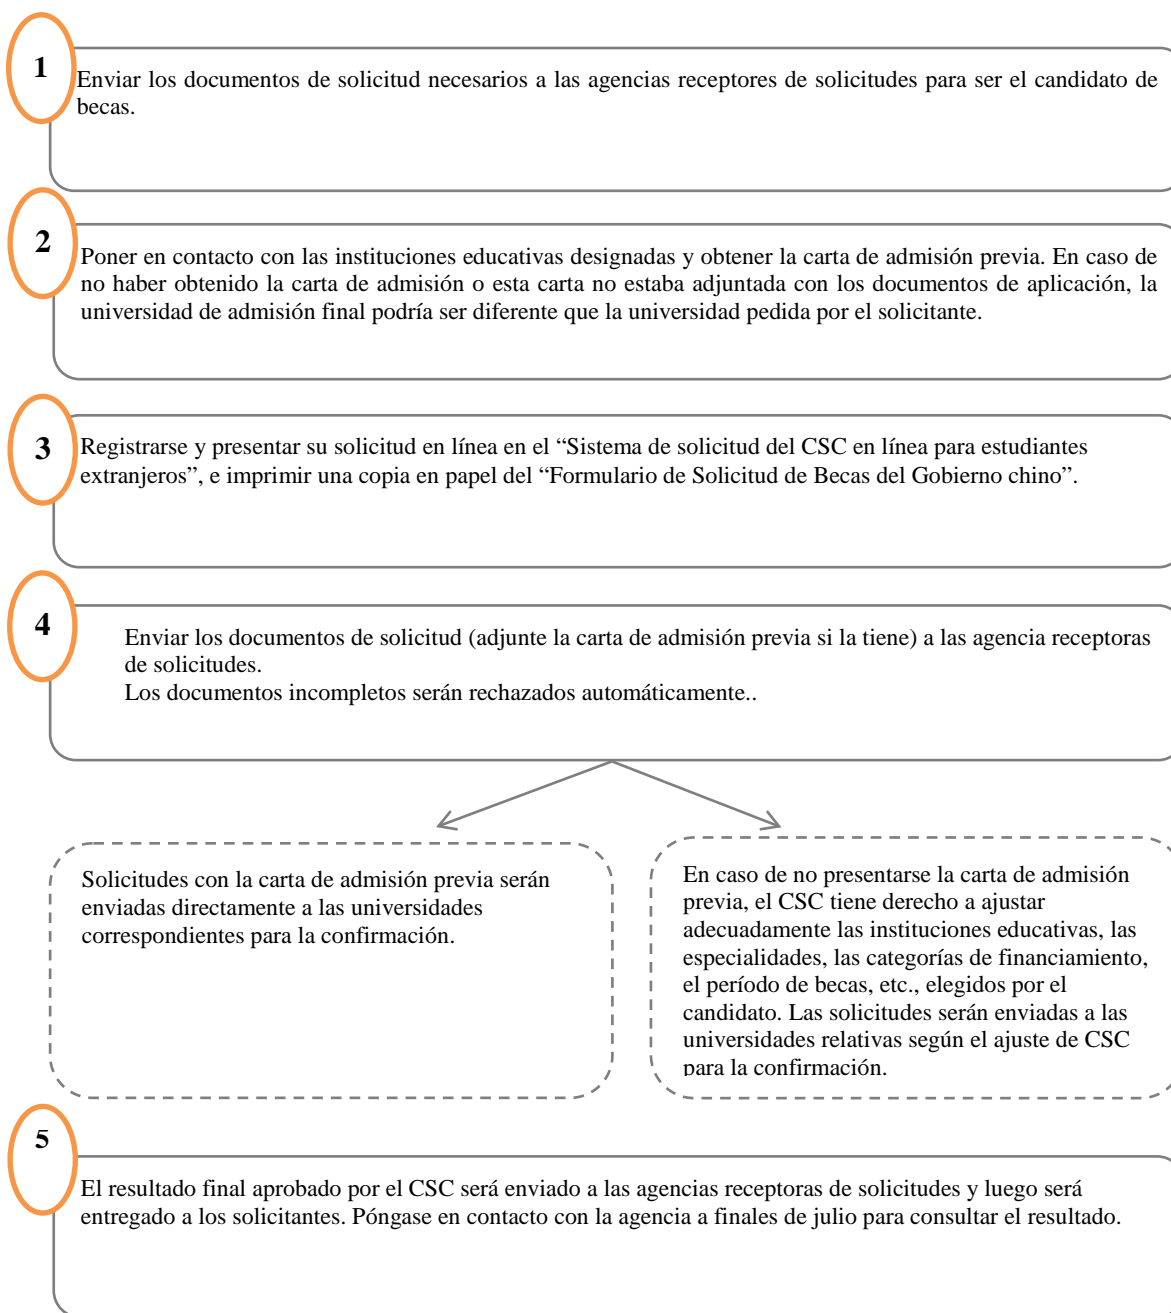 1
Enviar los documentos de solicitud necesarios a las agencias receptores de solicitudes para ser el candidato de
becas.
2
Poner en contacto con las instituciones educativas designadas y obtener la carta de admisión previa. En caso de
no haber obtenido la carta de admisión o esta carta no estaba adjuntada con los documentos de aplicación, la
universidad de admisión final podría ser diferente que la universidad pedida por el solicitante.
3
Registrarse y presentar su solicitud en línea en el “Sistema de solicitud del CSC en línea para estudiantes
extranjeros”, e imprimir una copia en papel del “Formulario de Solicitud de Becas del Gobierno chino”.
4
Enviar los documentos de solicitud (adjunte la carta de admisión previa si la tiene) a las agencia receptoras
de solicitudes.
Los documentos incompletos serán rechazados automáticamente..
Solicitudes con la carta de admisión previa serán
enviadas directamente a las universidades
correspondientes para la confirmación.
En caso de no presentarse la carta de admisión
previa, el CSC tiene derecho a ajustar
adecuadamente las instituciones educativas, las
especialidades, las categorías de financiamiento,
el período de becas, etc., elegidos por el
candidato. Las solicitudes serán enviadas a las
universidades relativas según el ajuste de CSC
para la confirmación.
5
El resultado final aprobado por el CSC será enviado a las agencias receptoras de solicitudes y luego será
entregado a los solicitantes. Póngase en contacto con la agencia a finales de julio para consultar el resultado.